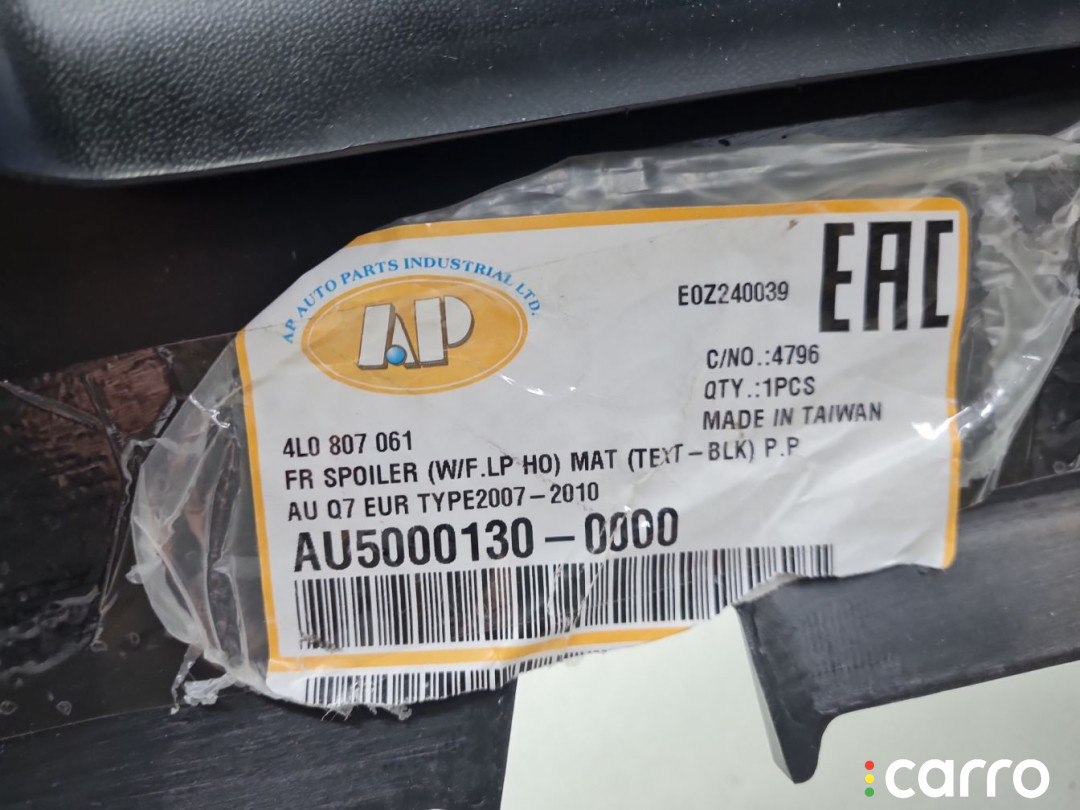 AP AUTO PARTS INDUSTRIAL LTD.
AP
E0Z240039
EAC
C/NO.:4796
QTY.:1PCS
MADE IN TAIWAN
4L0 807 061
FR SPOILER (W/F.LP HO) MAT (TEXT-BLK) P.P
AU Q7 EUR TYPE2007-2010
AU5000130-0000
carro